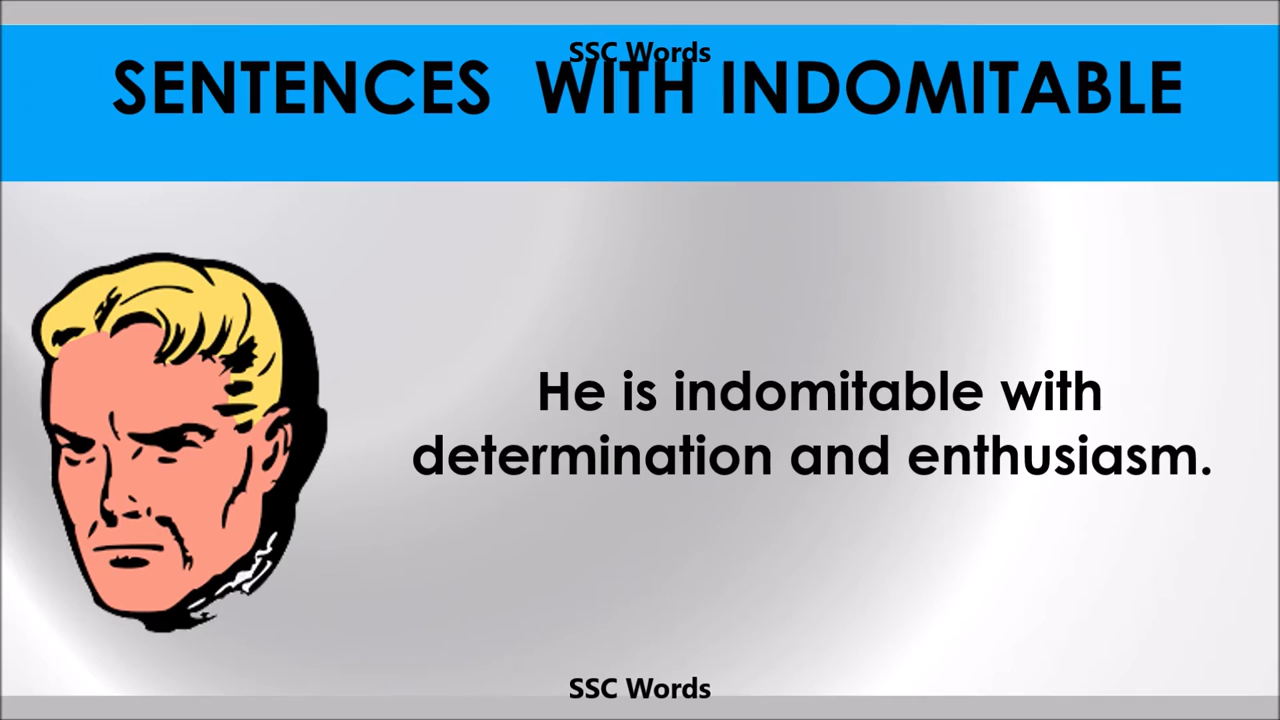 SSC Words
SENTENCES WITH INDOMITABLE
He is indomitable with
determination and enthusiasm.
SSC Words